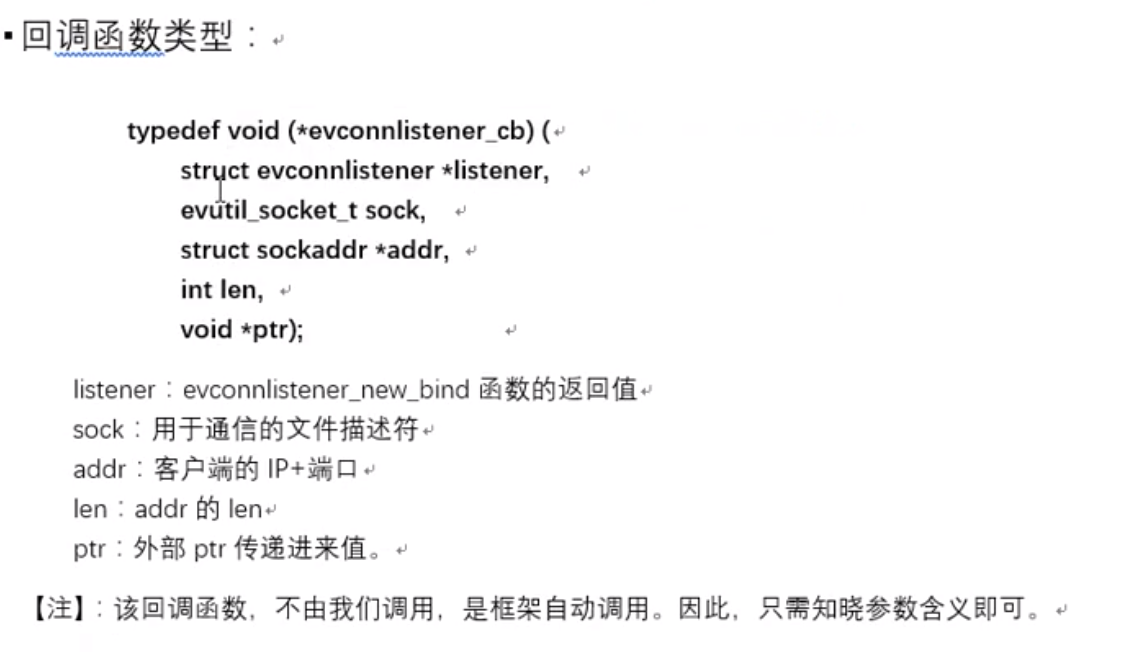 ▪回调函数类型：
typedef void (*evconnlistener_cb) (
struct evconnlistener *listener,
evutil_socket_t sock,
struct sockaddr *addr,
int len,
void *ptr);
listener：evconnlistener_new_bind 函数的返回值
sock：用于通信的文件描述符
addr：客户端的 IP+端口
len：addr 的 len
ptr：外部 ptr 传递进来值。
【注】：该回调函数，不由我们调用，是框架自动调用。因此，只需知晓参数含义即可。